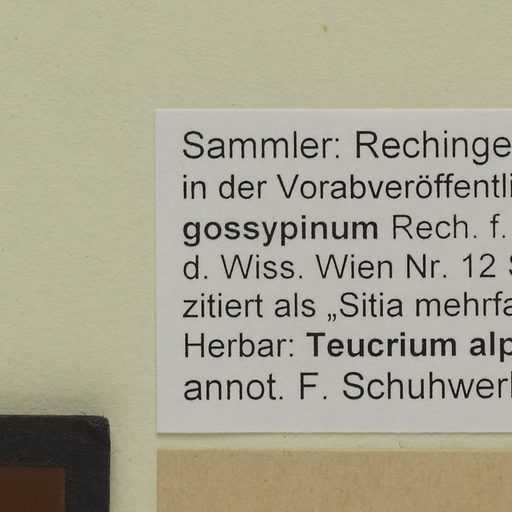 Sammler: Rechinge
in der Vorabveröffentli
gossypinum Rech. f.
d. Wiss. Wien Nr. 12 S
zitiert als „Sitia mehrfa
Herbar: Teucrium alp
annot. F. Schuhwerk